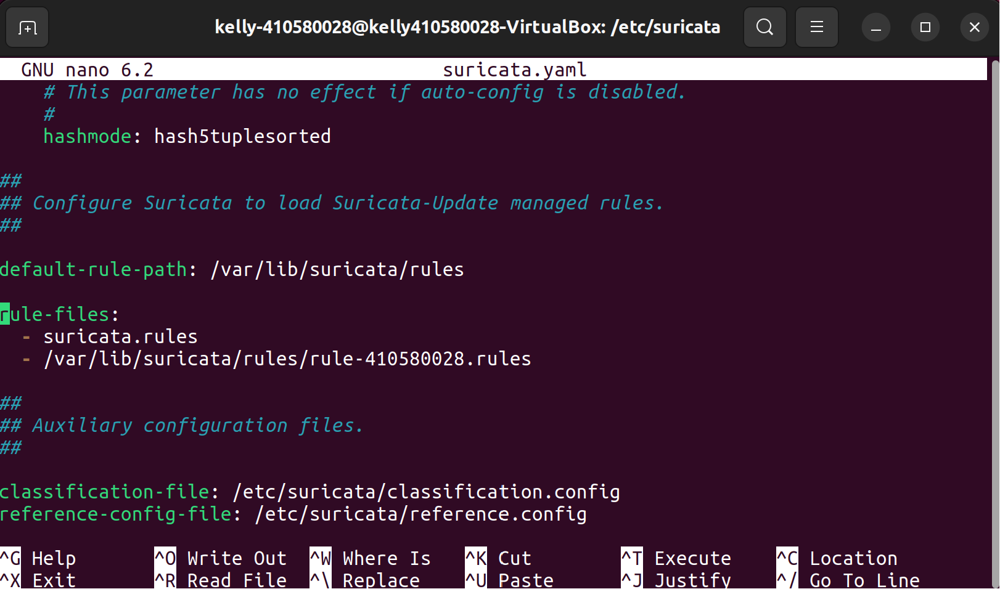 kelly-410580028@kelly410580028-VirtualBox: /etc/suricata
GNU nano 6.2 suricata.yaml
# This parameter has no effect if auto-config is disabled.
#
hashmode: hash5tuplesorted
##
## Configure Suricata to load Suricata-Update managed rules.
##
default-rule-path: /var/lib/suricata/rules
rule-files:
- suricata.rules
- /var/lib/suricata/rules/rule-410580028.rules
##
## Auxiliary configuration files.
##
classification-file: /etc/suricata/classification.config
reference-config-file: /etc/suricata/reference.config
^G Help ^O Write Out ^W Where Is ^K Cut ^T Execute ^C Location
^X Exit ^R Read File ^\ Replace ^U Paste ^J Justify ^/ Go To Line